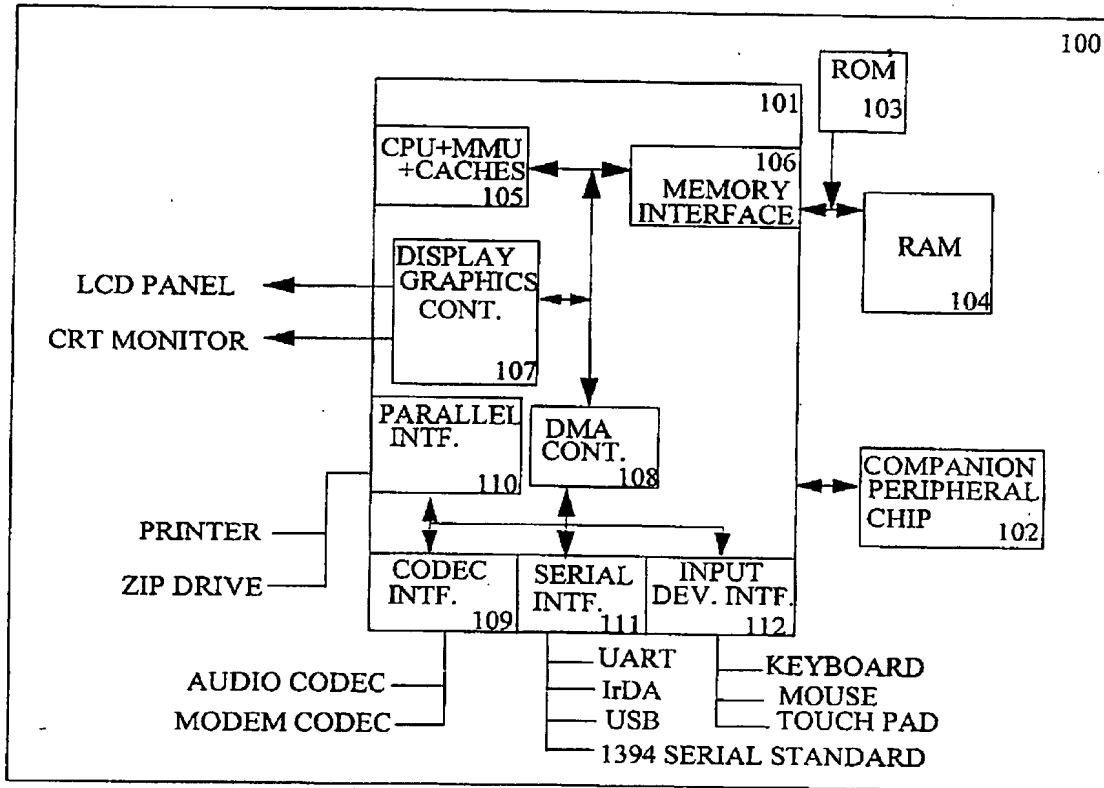 100
ROM
103
101
CPU+MMU
+CACHES
105
106
MEMORY
INTERFACE
RAM
104
DISPLAY
GRAPHICS
CONT.
107
LCD PANEL
CRT MONITOR
PARALLEL
INTF.
110
DMA
CONT.
108
COMPANION
PERIPHERAL
CHIP
102
PRINTER
ZIP DRIVE
CODEC
INTF.
109
SERIAL
INTF.
111
INPUT
DEV. INTF.
112
AUDIO CODEC
MODEM CODEC
UART
IrDA
USB
1394 SERIAL STANDARD
KEYBOARD
MOUSE
TOUCH PAD